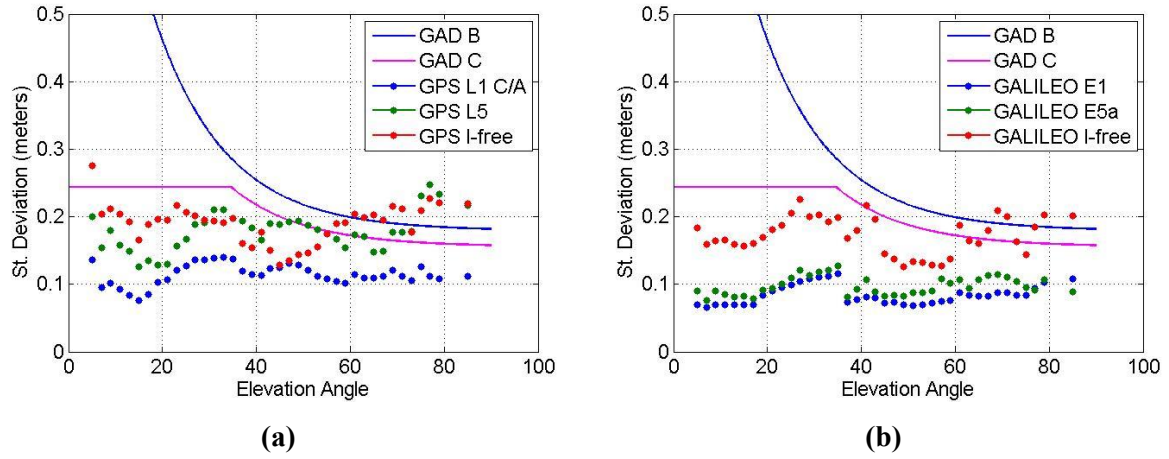 0.5
0.4
0.3
0.2
0.1
0
St. Deviation (meters)
GAD B
GAD C
GPS L1 C/A
GPS L5
GPS I-free
0 20 40 60 80 100
Elevation Angle
(a)
0.5
0.4
0.3
0.2
0.1
0
St. Deviation (meters)
GAD B
GAD C
GALILEO E1
GALILEO E5a
GALILEO I-free
0 20 40 60 80 100
Elevation Angle
(b)